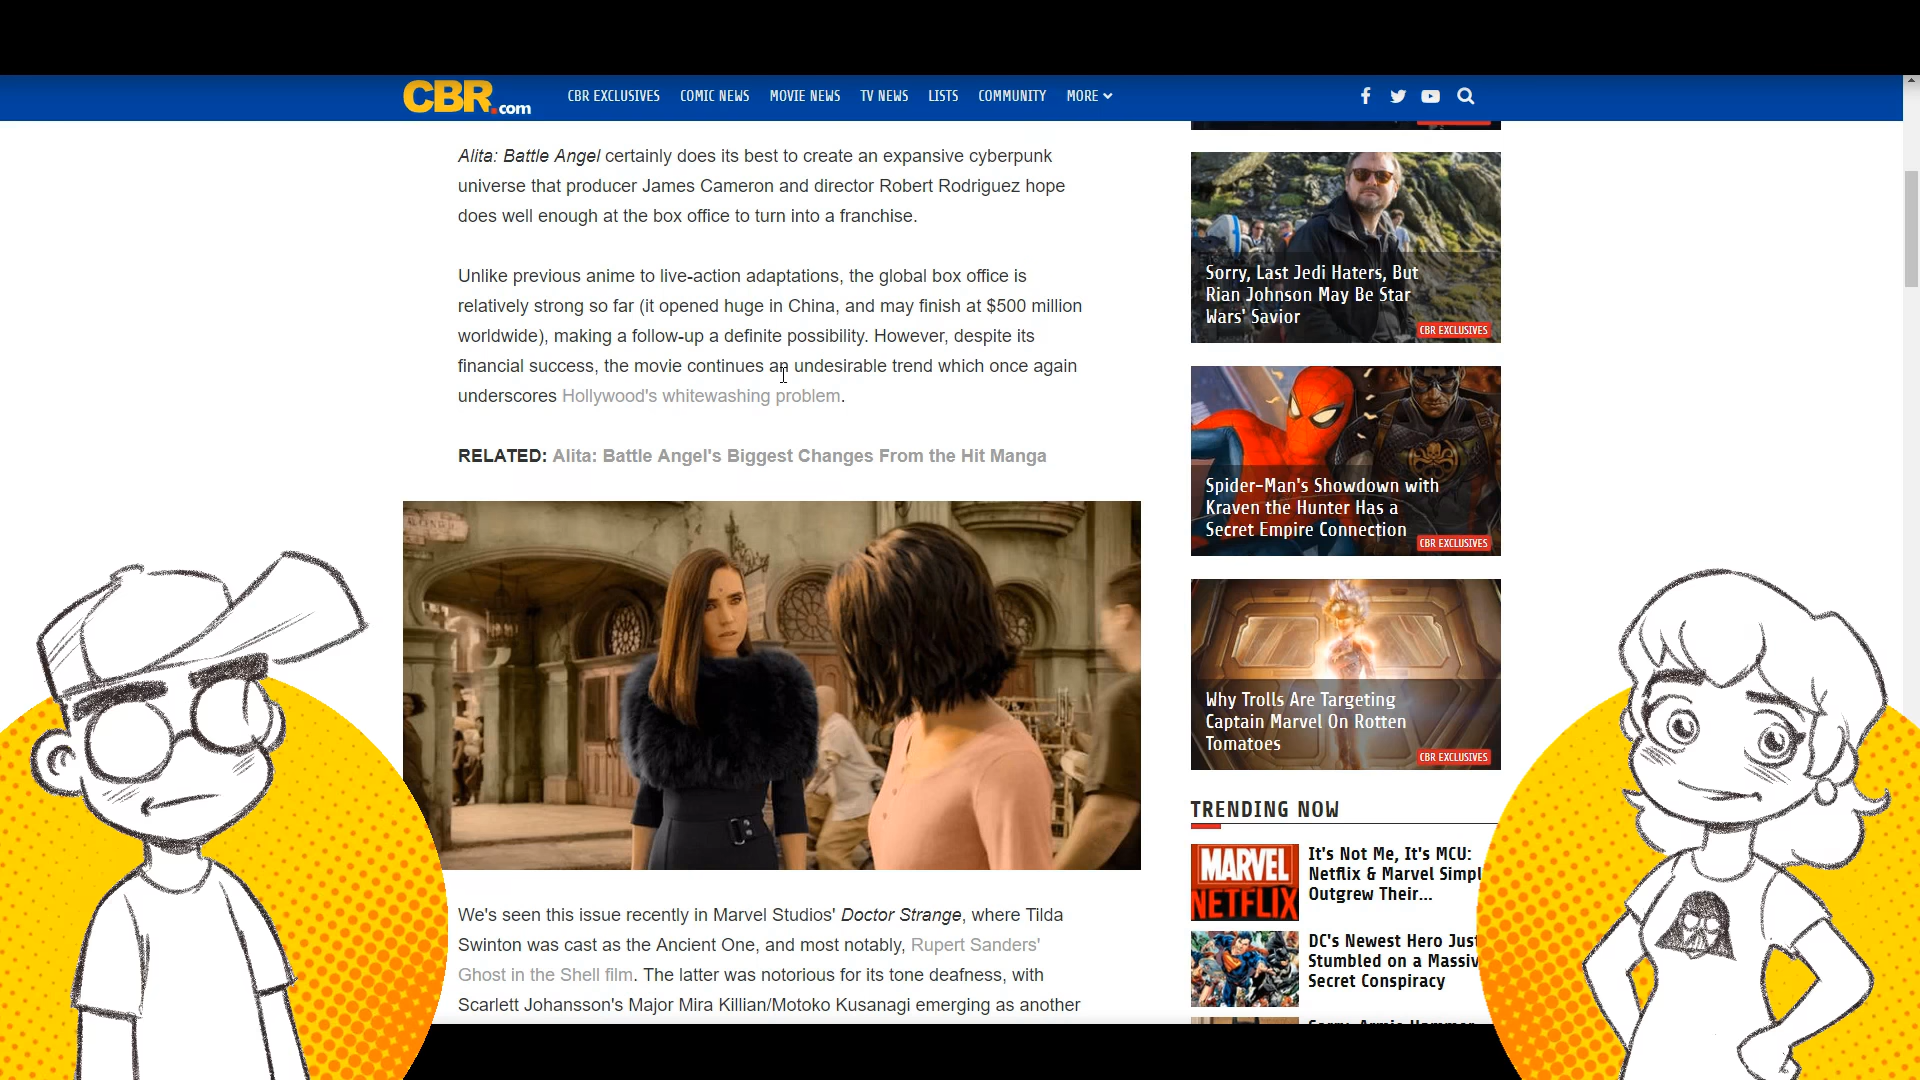 CBR.com
CBR EXCLUSIVES COMIC NEWS MOVIE NEWS TV NEWS LISTS COMMUNITY MORE
Alita: Battle Angel certainly does its best to create an expansive cyberpunk
universe that producer James Cameron and director Robert Rodriguez hope
does well enough at the box office to turn into a franchise.
Unlike previous anime to live-action adaptations, the global box office is
relatively strong so far (it opened huge in China, and may finish at $500 million
worldwide), making a follow-up a definite possibility. However, despite its
financial success, the movie continues an undesirable trend which once again
underscores Hollywood's whitewashing problem.
RELATED: Alita: Battle Angel's Biggest Changes From the Hit Manga
We's seen this issue recently in Marvel Studios' Doctor Strange, where Tilda
Swinton was cast as the Ancient One, and most notably, Rupert Sanders'
Ghost in the Shell film. The latter was notorious for its tone deafness, with
Scarlett Johansson's Major Mira Killian/Motoko Kusanagi emerging as another
Sorry, Last Jedi Haters, But
Rian Johnson May Be Star
Wars' Savior
CBR EXCLUSIVES
Spider-Man's Showdown with
Kraven the Hunter Has a
Secret Empire Connection
CBR EXCLUSIVES
Why Trolls Are Targeting
Captain Marvel On Rotten
Tomatoes
CBR EXCLUSIVES
TRENDING NOW
MARVEL
NETFLIX
It's Not Me, It's MCU:
Netflix & Marvel Simpl
Outgrew Their...
DC's Newest Hero Jus
Stumbled on a Massiv
Secret Conspiracy